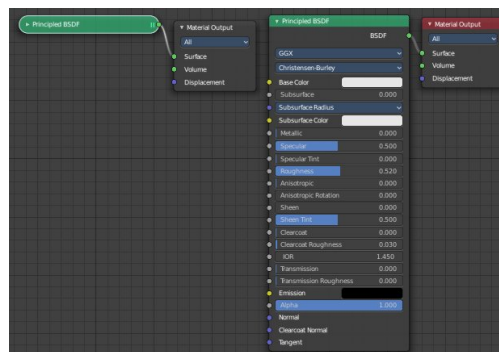 Principled BSDF
Material Output
All
Surface
Volume
Displacement
Principled BSDF
BSDF
GGX
Christensen-Burley
Base Color
Subsurface 0.000
Subsurface Radius
Subsurface Color
Metallic 0.000
Specular 0.500
Specular Tint 0.000
Roughness 0.520
Anisotropic 0.000
Anisotropic Rotation 0.000
Sheen 0.000
Sheen Tint 0.500
Clearcoat 0.000
Clearcoat Roughness 0.030
IOR 1.450
Transmission 0.000
Transmission Roughness 0.000
Emission
Alpha 1.000
Normal
Clearcoat Normal
Tangent
Material Output
All
Surface
Volume
Displacement